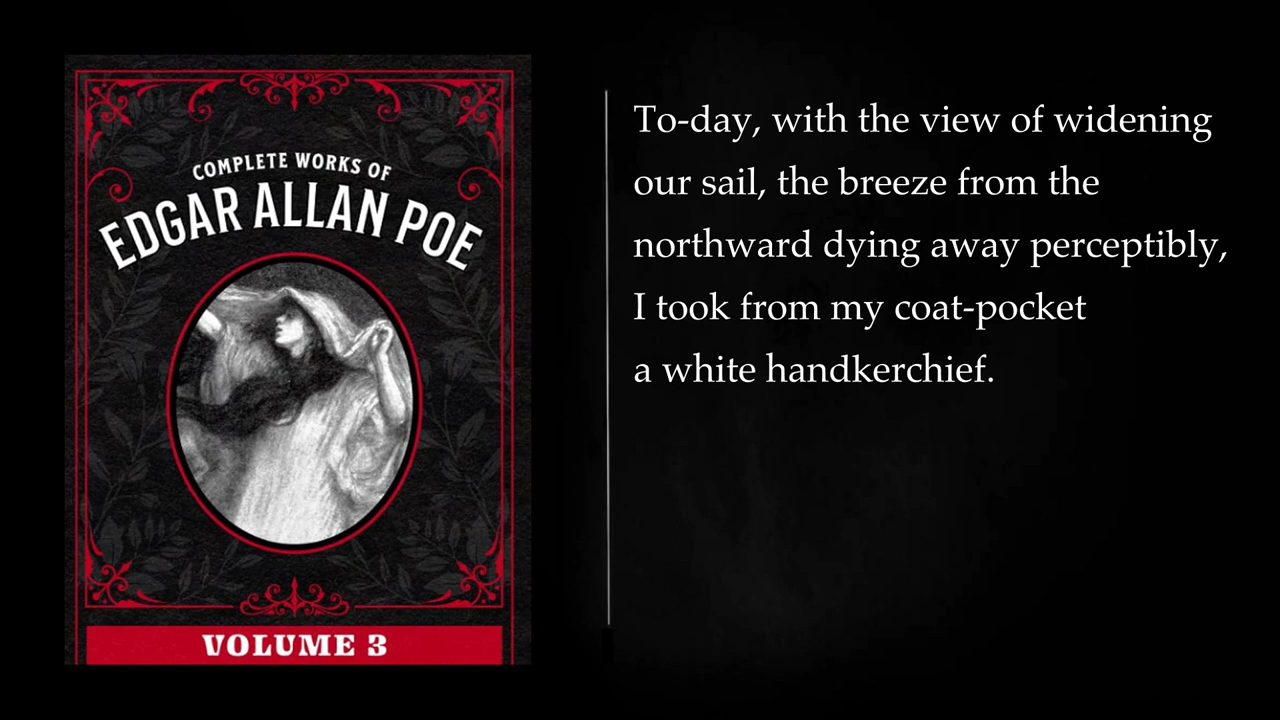 COMPLETE WORKS OF
EDGAR ALLAN POE
VOLUME 3
To-day, with the view of widening
our sail, the breeze from the
northward dying away perceptibly,
I took from my coat-pocket
a white handkerchief.